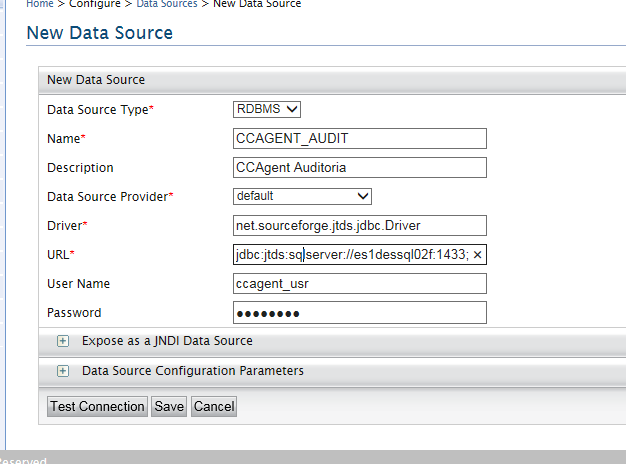 Home > Configure > Data Sources > New Data Source
New Data Source
New Data Source
Data Source Type* RDBMS
Name* CCAGENT_AUDIT
Description CCAgent Auditoria
Data Source Provider* default
Driver* net.sourceforge.jtds.jdbc.Driver
URL* jdbc:jtds:sqlserver://es1dessql02f:1433;
User Name ccagent_usr
Password ●●●●●●●●
Expose as a JNDI Data Source
Data Source Configuration Parameters
Test Connection Save Cancel
Reserved